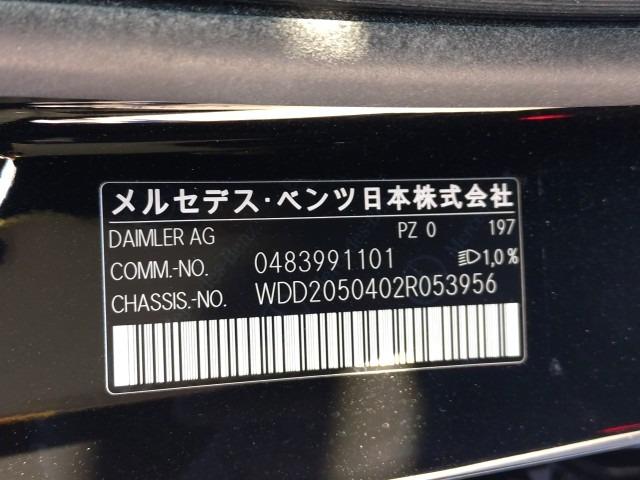 メルセデス・ベンツ日本株式会社
DAIMLER AG PZ 0 197
COMM.-NO. 0483991101 1,0%
CHASSIS.-NO. WDD2050402R053956